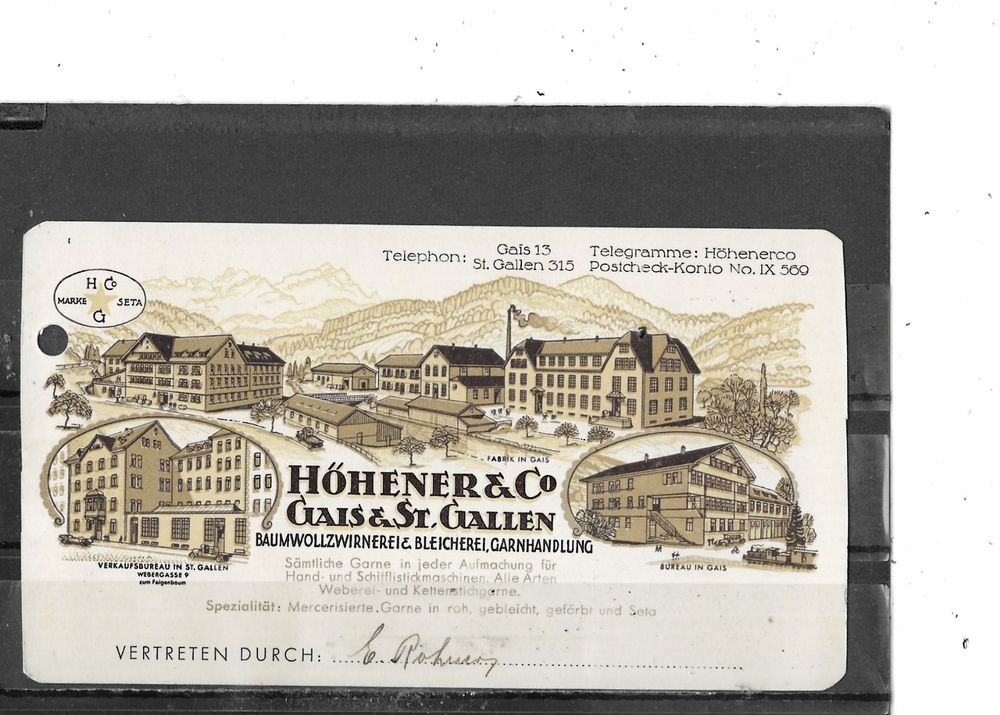 Telephon: Gais 13
St. Gallen 315
Telegramme: Höhenerco
Postcheck-Konto No. IX 569
H Co
MARKE SETA
G
FABRIK IN GAIS
HÖHENER & Co
GAIS & ST. GALLEN
BAUMWOLLZWIRNEREI & BLEICHEREI, GARNHANDLUNG
VERKAUFSBUREAU IN ST. GALLEN
WEBERGASSE 9
zum Feigenbaum
BUREAU IN GAIS
Sämtliche Garne in jeder Aufmachung für
Hand- und Schifflistickmaschinen. Alle Arten
Weberei- und Kettenstichgarne.
Spezialität: Mercerisierte Garne in roh, gebleicht, gefärbt und Seta
VERTRETEN DURCH: E.